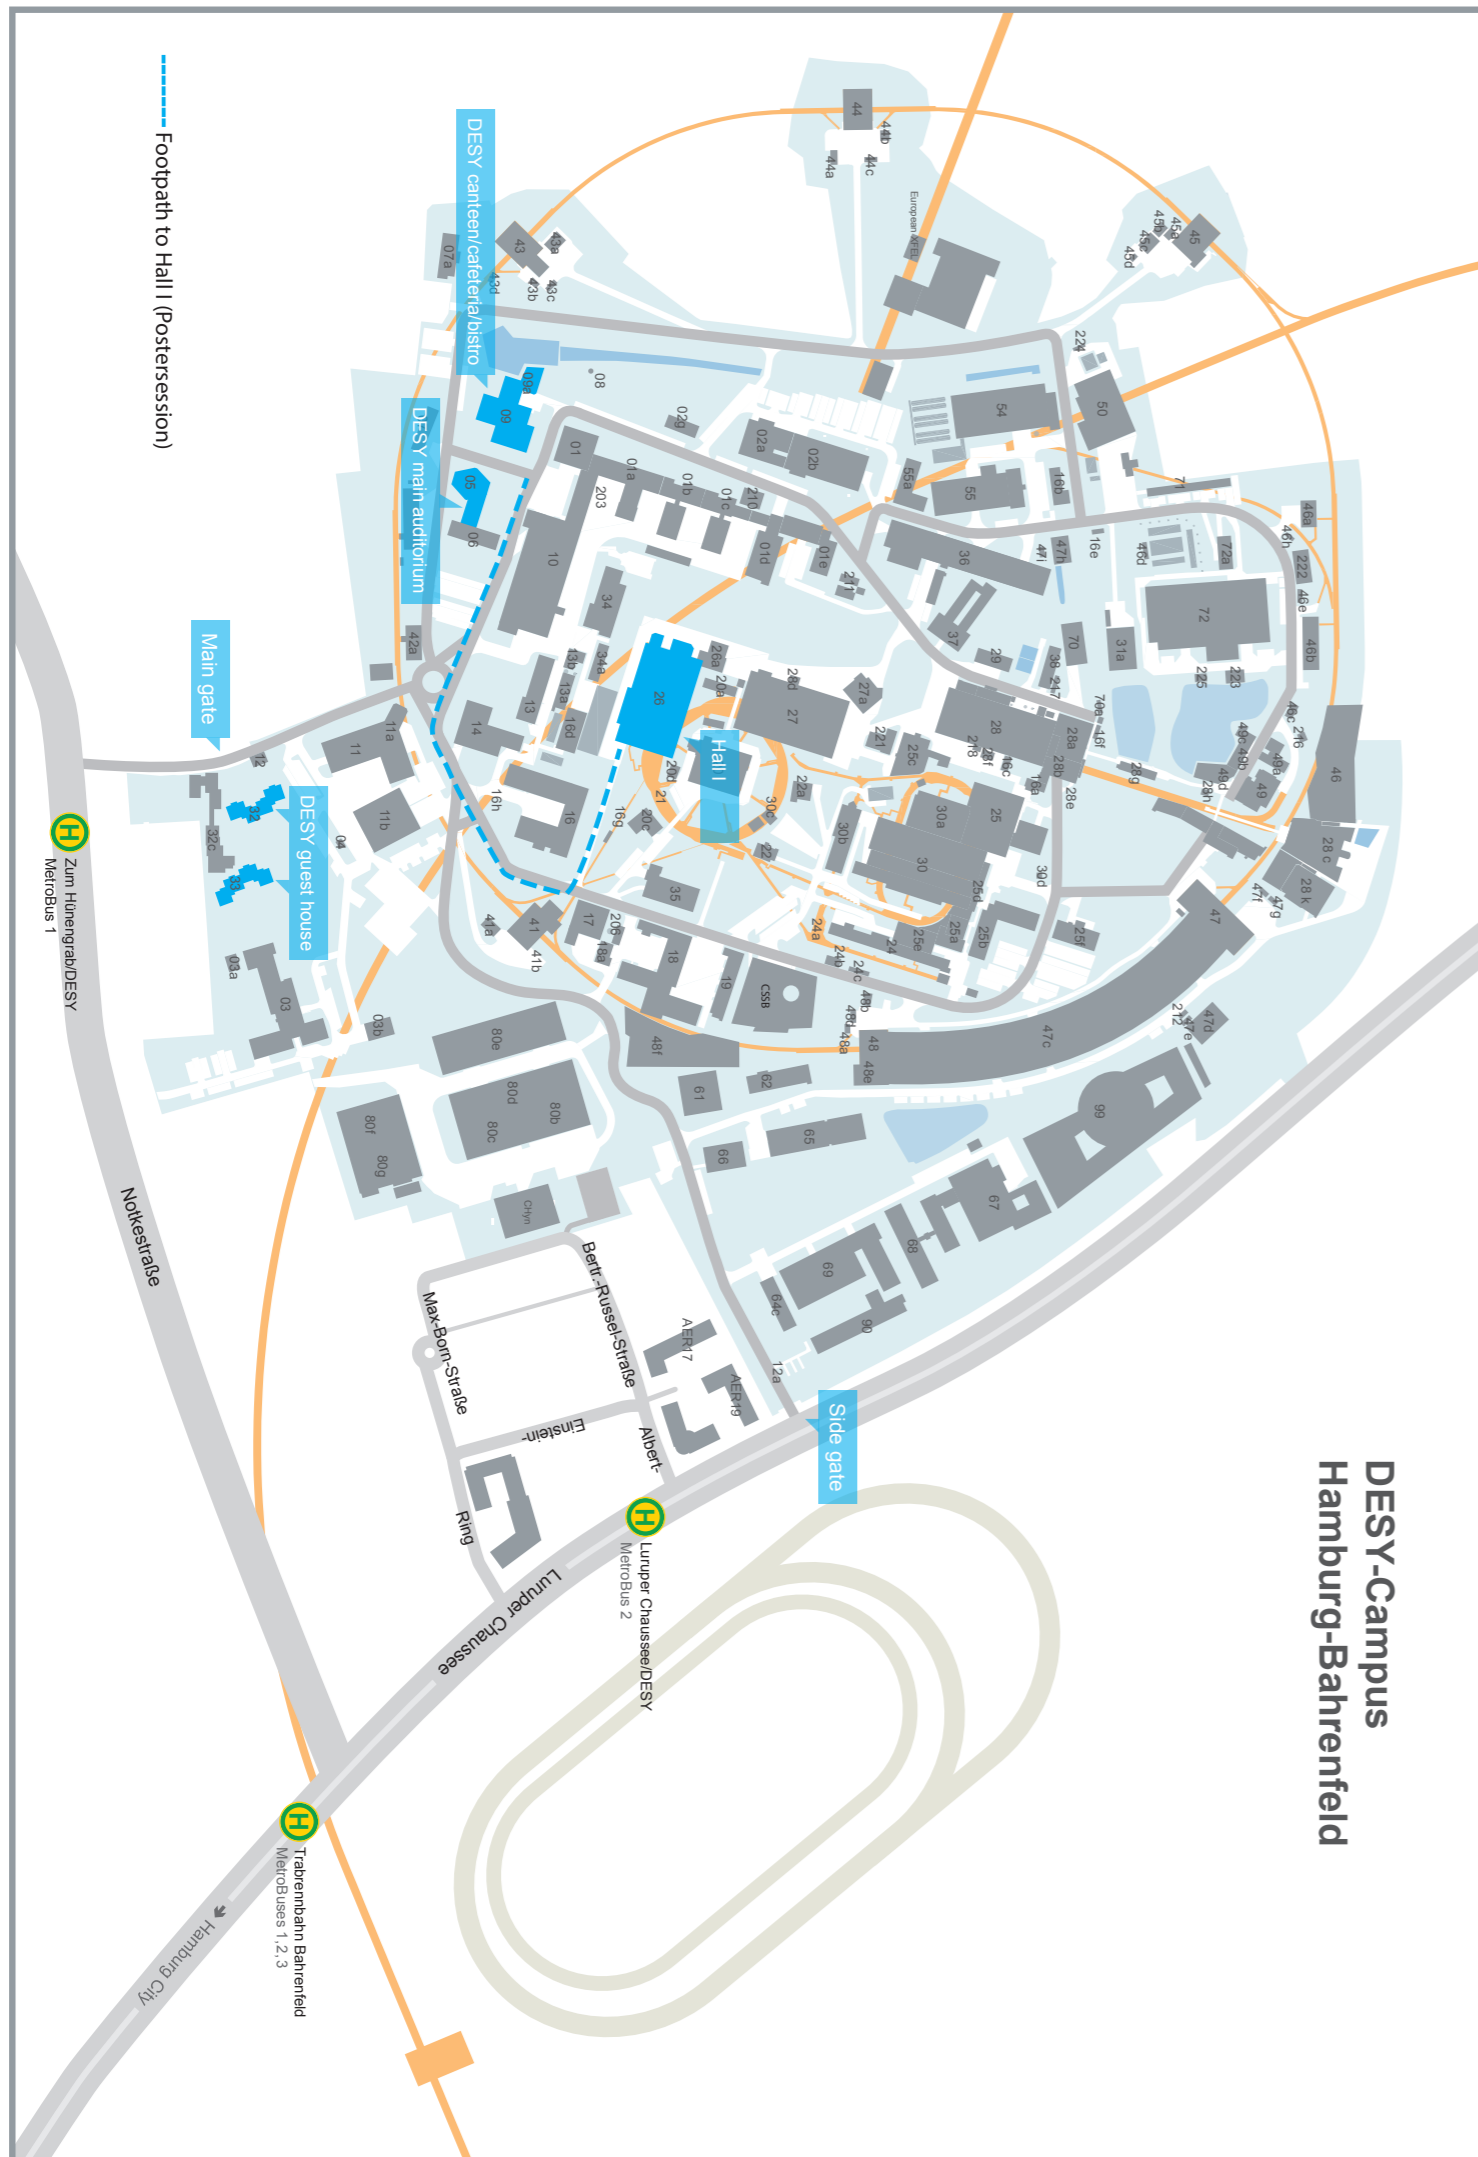 DESY-Campus
Hamburg-Bahrenfeld
Footpath to Hall I (Postersession)
DESY canteen/cafeteria/bistro
DESY main auditorium
Main gate
DESY guest house
Hall I
Side gate
European XFEL
Zum Hünengrab/DESY
MetroBus 1
Luruper Chaussee/DESY
MetroBus 2
Trabrennbahn Bahrenfeld
MetroBuses 1,2,3
Notkestraße
Luruper Chaussee
Hamburg City
Max-Born-Straße
Bertr.-Russel-Straße
Albert-
Einstein-
Ring
44
44b
44c
44a
45
45a
45b
45c
45d
43
43a
43b
43c
43d
07a
09a
09
08
05
06
02g
02a
02b
01
01a
01b
01c
210
01d
01e
203
211
10
34
34a
13b
13a
13
16d
14
16
16h
16g
42a
11a
11
11b
12
32
32c
33
04
03a
03
03b
224
50
54
55
55a
16b
71
46a
46h
222
46e
46b
72a
46d
16e
47h
47i
36
37
29
70
38
217
31a
72
225
223
70a
16f
28a
28
28b
218
28f
16c
16a
28e
28g
28h
46c
216
49c
49b
49a
49d
49
46
28 c
28 k
47f
47g
47
26
26a
20a
28d
27
27a
221
25c
22a
20d
21
20c
30c
22
30b
30a
30
25
25d
30d
25a
25b
25e
25f
24
24a
24b
24c
35
41
41a
41b
17
206
18a
18
19
CSSB
48b
48d
48a
48
48e
48f
47c
47d
47e
212
61
62
65
66
99
67
68
69
64c
90
12a
80e
80d
80b
80c
80f
80g
CHyn
AER17
AER19
H
H
H